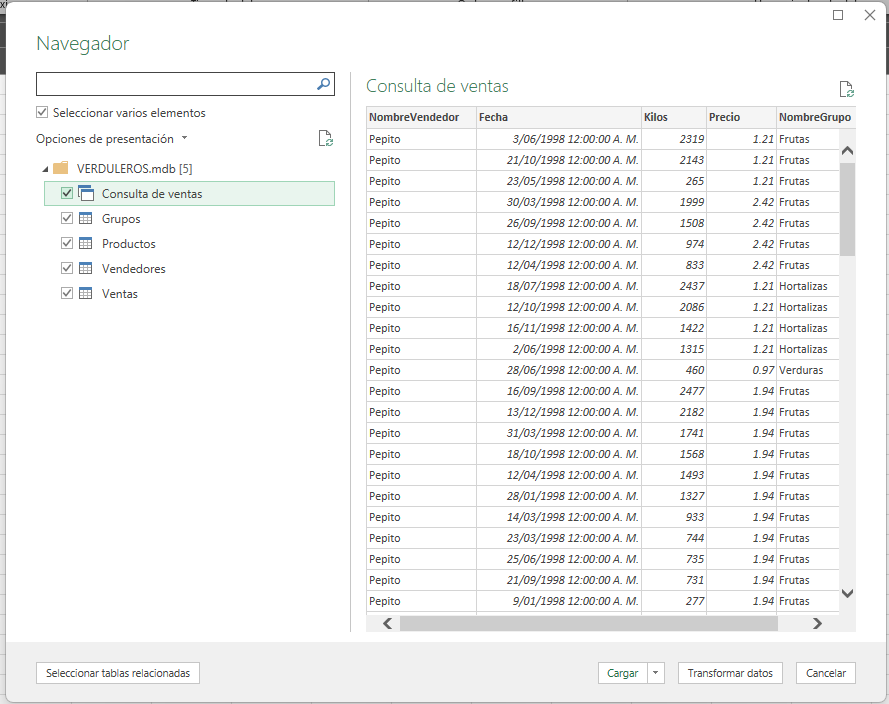 Navegador
Seleccionar varios elementos
Opciones de presentación
VERDULEROS.mdb [5]
Consulta de ventas
Grupos
Productos
Vendedores
Ventas
Consulta de ventas
NombreVendedor Fecha Kilos Precio NombreGrupo
Pepito 3/06/1998 12:00:00 A. M. 2319 1.21 Frutas
Pepito 21/10/1998 12:00:00 A. M. 2143 1.21 Frutas
Pepito 23/05/1998 12:00:00 A. M. 265 1.21 Frutas
Pepito 30/03/1998 12:00:00 A. M. 1999 2.42 Frutas
Pepito 26/09/1998 12:00:00 A. M. 1508 2.42 Frutas
Pepito 12/12/1998 12:00:00 A. M. 974 2.42 Frutas
Pepito 12/04/1998 12:00:00 A. M. 833 2.42 Frutas
Pepito 18/07/1998 12:00:00 A. M. 2437 1.21 Hortalizas
Pepito 12/10/1998 12:00:00 A. M. 2086 1.21 Hortalizas
Pepito 16/11/1998 12:00:00 A. M. 1422 1.21 Hortalizas
Pepito 2/06/1998 12:00:00 A. M. 1315 1.21 Hortalizas
Pepito 28/06/1998 12:00:00 A. M. 460 0.97 Verduras
Pepito 16/09/1998 12:00:00 A. M. 2477 1.94 Frutas
Pepito 13/12/1998 12:00:00 A. M. 2182 1.94 Frutas
Pepito 31/03/1998 12:00:00 A. M. 1741 1.94 Frutas
Pepito 18/10/1998 12:00:00 A. M. 1568 1.94 Frutas
Pepito 12/04/1998 12:00:00 A. M. 1493 1.94 Frutas
Pepito 28/01/1998 12:00:00 A. M. 1327 1.94 Frutas
Pepito 14/03/1998 12:00:00 A. M. 933 1.94 Frutas
Pepito 23/03/1998 12:00:00 A. M. 744 1.94 Frutas
Pepito 25/06/1998 12:00:00 A. M. 735 1.94 Frutas
Pepito 21/09/1998 12:00:00 A. M. 731 1.94 Frutas
Pepito 9/01/1998 12:00:00 A. M. 277 1.94 Frutas
Seleccionar tablas relacionadas
Cargar
Transformar datos
Cancelar